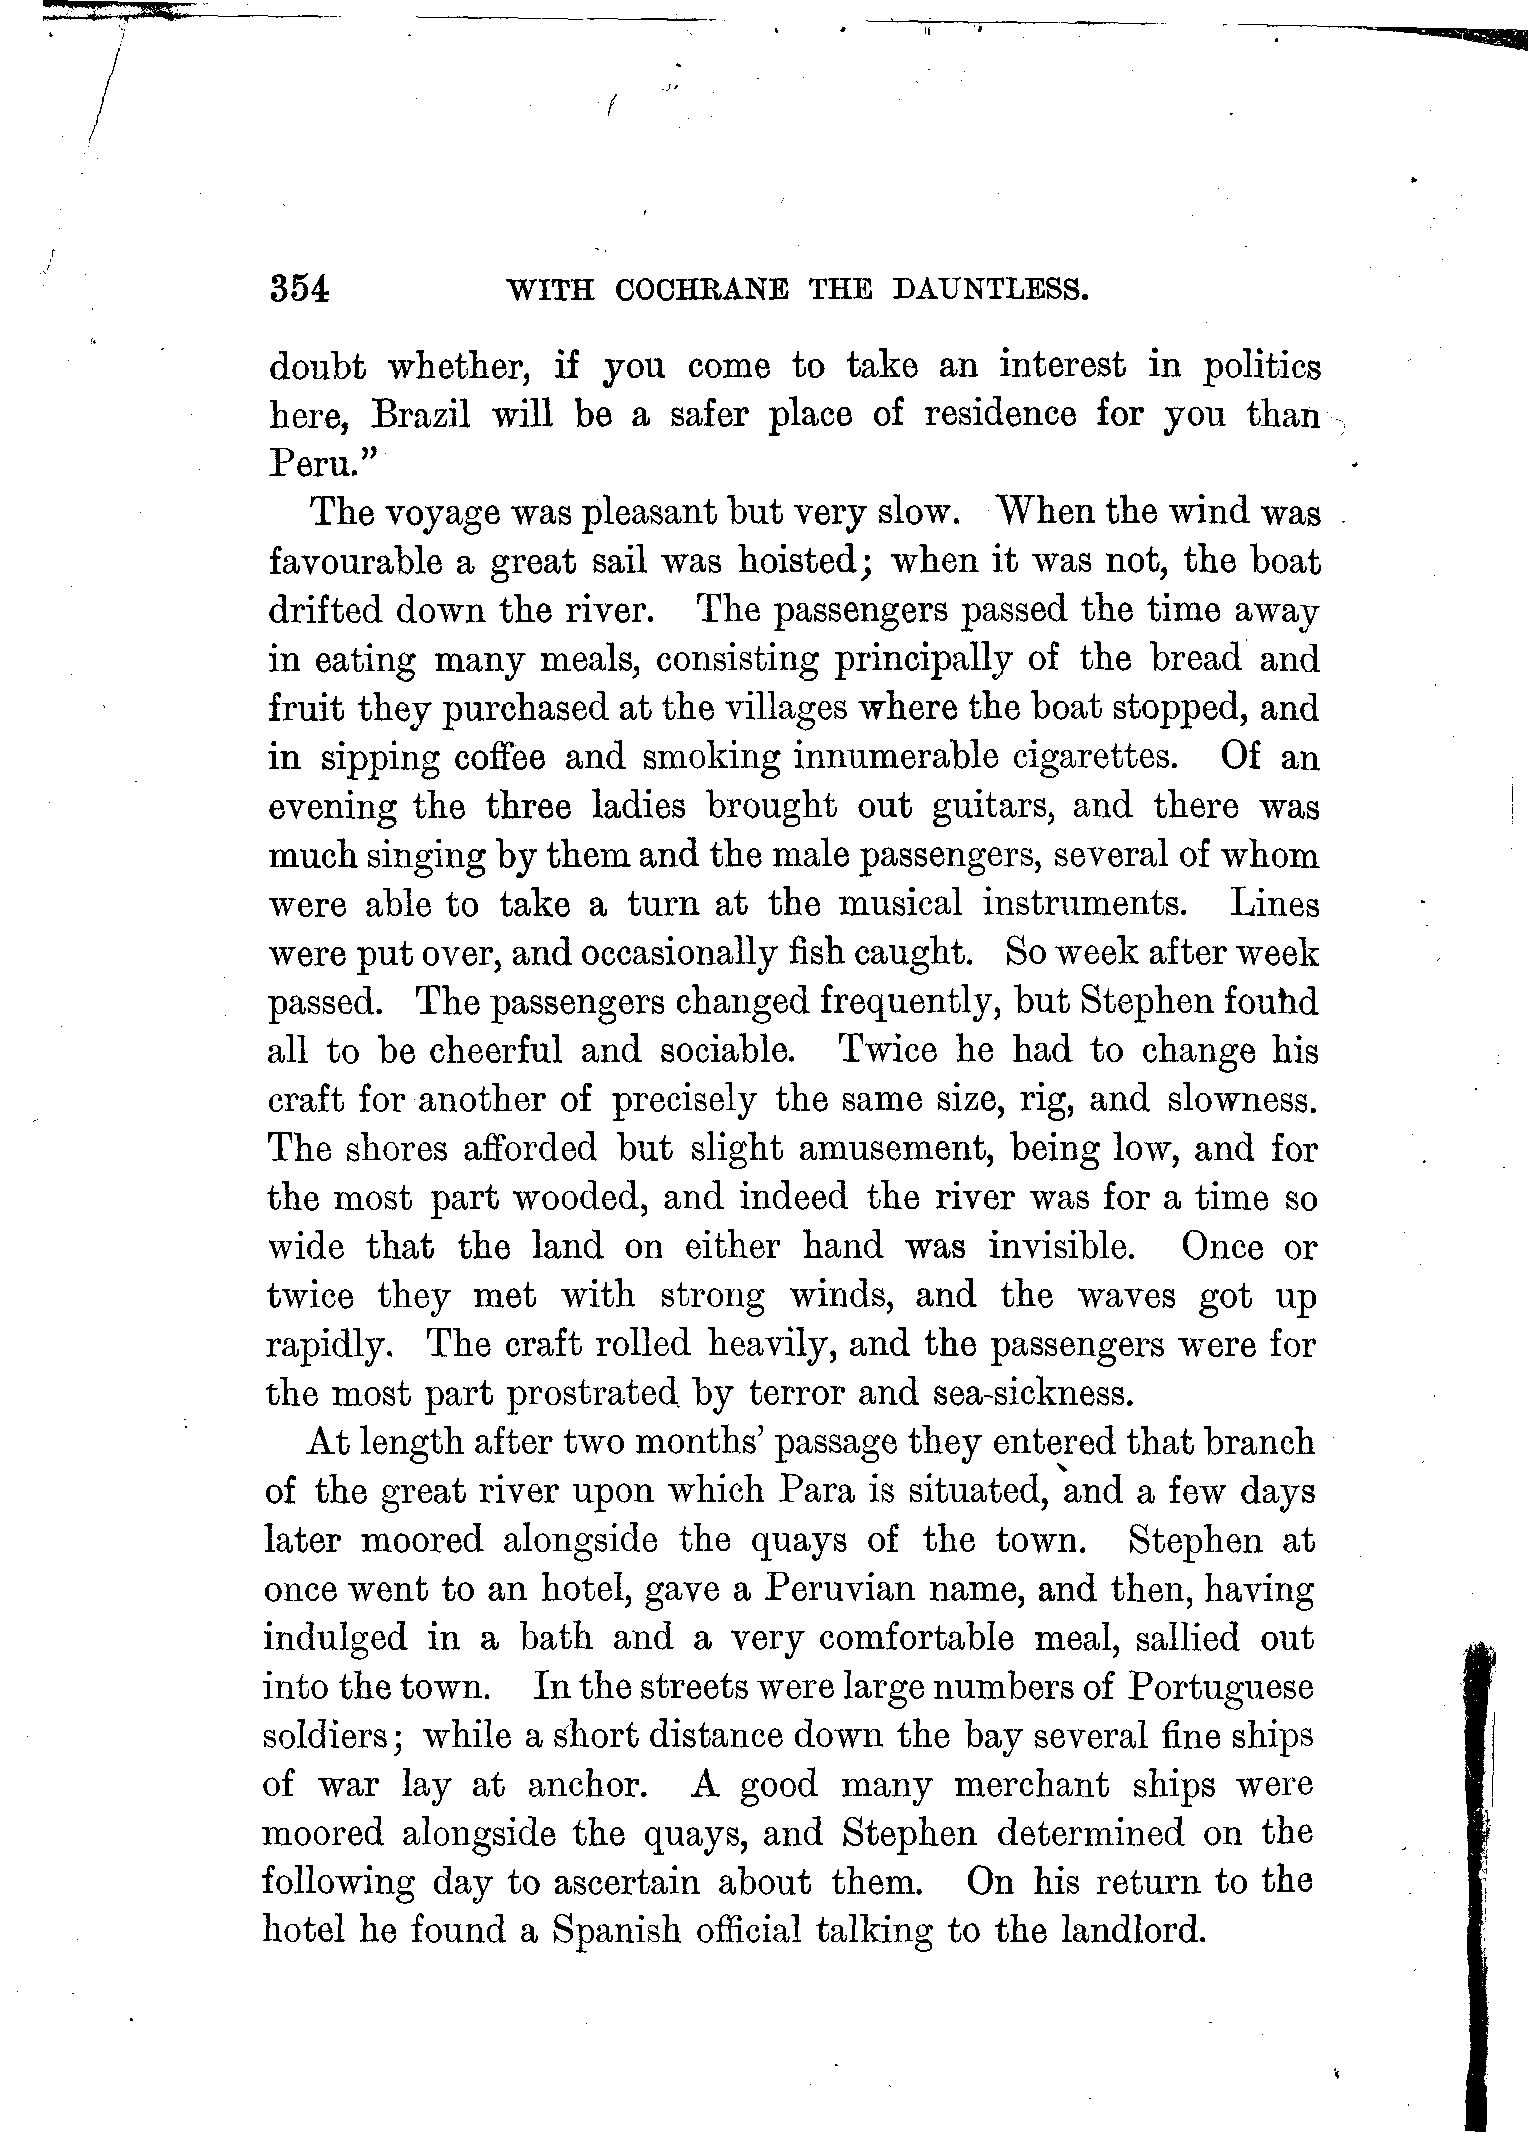 354 WITH COCHRANE THE DAUNTLESS.
doubt whether, if you come to take an interest in politics
here, Brazil will be a safer place of residence for you than
Peru.”
The voyage was pleasant but very slow. When the wind was
favourable a great sail was hoisted; when it was not, the boat
drifted down the river. The passengers passed the time away
in eating many meals, consisting principally of the bread and
fruit they purchased at the villages where the boat stopped, and
in sipping coffee and smoking innumerable cigarettes. Of an
evening the three ladies brought out guitars, and there was
much singing by them and the male passengers, several of whom
were able to take a turn at the musical instruments. Lines
were put over, and occasionally fish caught. So week after week
passed. The passengers changed frequently, but Stephen found
all to be cheerful and sociable. Twice he had to change his
craft for another of precisely the same size, rig, and slowness.
The shores afforded but slight amusement, being low, and for
the most part wooded, and indeed the river was for a time so
wide that the land on either hand was invisible. Once or
twice they met with strong winds, and the waves got up
rapidly. The craft rolled heavily, and the passengers were for
the most part prostrated by terror and sea-sickness.
At length after two months’ passage they entered that branch
of the great river upon which Para is situated, and a few days
later moored alongside the quays of the town. Stephen at
once went to an hotel, gave a Peruvian name, and then, having
indulged in a bath and a very comfortable meal, sallied out
into the town. In the streets were large numbers of Portuguese
soldiers; while a short distance down the bay several fine ships
of war lay at anchor. A good many merchant ships were
moored alongside the quays, and Stephen determined on the
following day to ascertain about them. On his return to the
hotel he found a Spanish official talking to the landlord.